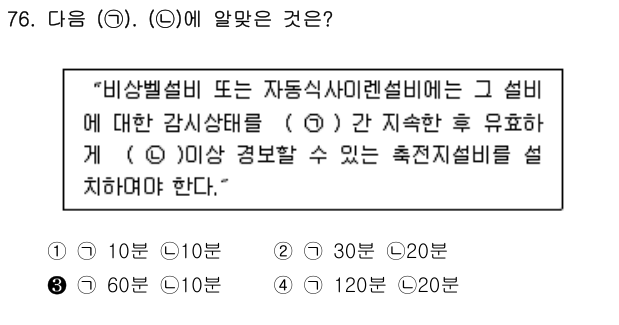 76. 다음 (㉠). (㉡)에 알맞은 것은?
“비상벨설비 또는 자동식사이렌설비에는 그 설비
에 대한 감시상태를 ( ㉠ ) 간 지속한 후 유효하
게 ( ㉡ )이상 경보할 수 있는 축전지설비를 설
치하여야 한다.”
① ㉠ 10분 ㉡10분 ② ㉠ 30분 ㉡20분
❸ ㉠ 60분 ㉡10분 ④ ㉠ 120분 ㉡20분